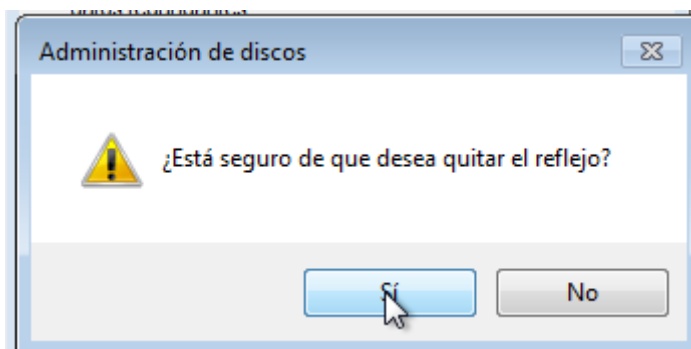 Administración de discos
¿Está seguro de que desea quitar el reflejo?
Sí
No